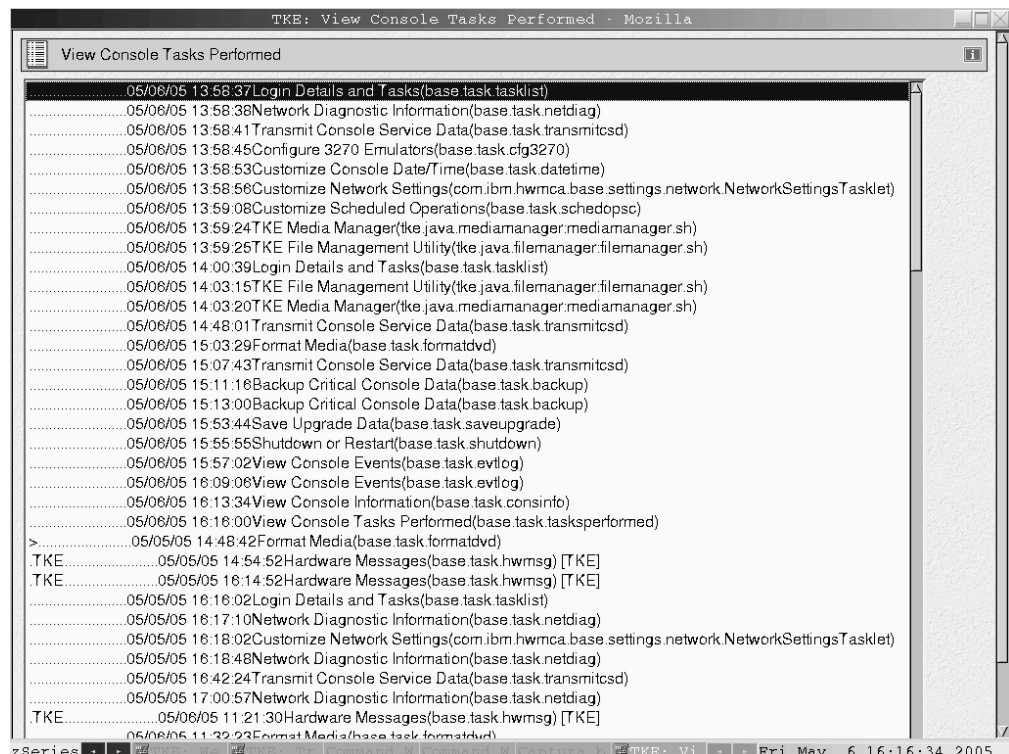 TKE: View Console Tasks Performed - Mozilla
View Console Tasks Performed
.......................05/06/05 13:58:37Login Details and Tasks(base.task.tasklist)
.......................05/06/05 13:58:38Network Diagnostic Information(base.task.netdiag)
.......................05/06/05 13:58:41Transmit Console Service Data(base.task.transmitcsd)
.......................05/06/05 13:58:45Configure 3270 Emulators(base.task.cfg3270)
.......................05/06/05 13:58:53Customize Console Date/Time(base.task.datetime)
.......................05/06/05 13:58:56Customize Network Settings(com.ibm.hwmca.base.settings.network.NetworkSettingsTasklet)
.......................05/06/05 13:59:08Customize Scheduled Operations(base.task.schedopsc)
.......................05/06/05 13:59:24TKE Media Manager(tke.java.mediamanager:mediamanager.sh)
.......................05/06/05 13:59:25TKE File Management Utility(tke.java.filemanager:filemanager.sh)
.......................05/06/05 14:00:39Login Details and Tasks(base.task.tasklist)
.......................05/06/05 14:03:15TKE File Management Utility(tke.java.filemanager:filemanager.sh)
.......................05/06/05 14:03:20TKE Media Manager(tke.java.mediamanager:mediamanager.sh)
.......................05/06/05 14:48:01Transmit Console Service Data(base.task.transmitcsd)
.......................05/06/05 15:03:29Format Media(base.task.formatdvd)
.......................05/06/05 15:07:43Transmit Console Service Data(base.task.transmitcsd)
.......................05/06/05 15:11:16Backup Critical Console Data(base.task.backup)
.......................05/06/05 15:13:00Backup Critical Console Data(base.task.backup)
.......................05/06/05 15:53:44Save Upgrade Data(base.task.saveupgrade)
.......................05/06/05 15:55:55Shutdown or Restart(base.task.shutdown)
.......................05/06/05 15:57:02View Console Events(base.task.evtlog)
.......................05/06/05 16:09:06View Console Events(base.task.evtlog)
.......................05/06/05 16:13:34View Console Information(base.task.consinfo)
.......................05/06/05 16:16:00View Console Tasks Performed(base.task.tasksperformed)
>......................05/05/05 14:48:42Format Media(base.task.formatdvd)
.TKE......................05/05/05 14:54:52Hardware Messages(base.task.hwmsg) [TKE]
.TKE......................05/05/05 16:14:52Hardware Messages(base.task.hwmsg) [TKE]
.......................05/05/05 16:16:02Login Details and Tasks(base.task.tasklist)
.......................05/05/05 16:17:10Network Diagnostic Information(base.task.netdiag)
.......................05/05/05 16:18:02Customize Network Settings(com.ibm.hwmca.base.settings.network.NetworkSettingsTasklet)
.......................05/05/05 16:18:48Network Diagnostic Information(base.task.netdiag)
.......................05/05/05 16:42:24Transmit Console Service Data(base.task.transmitcsd)
.......................05/05/05 17:00:57Network Diagnostic Information(base.task.netdiag)
.TKE......................05/06/05 11:21:30Hardware Messages(base.task.hwmsg) [TKE]
.......................05/06/05 11:32:23Format Media(base.task.formatdvd)
zSeries TKE: We TKE: Tr Command W Command W Capture b TKE: Vi Fri May 6 16:16:34 2005